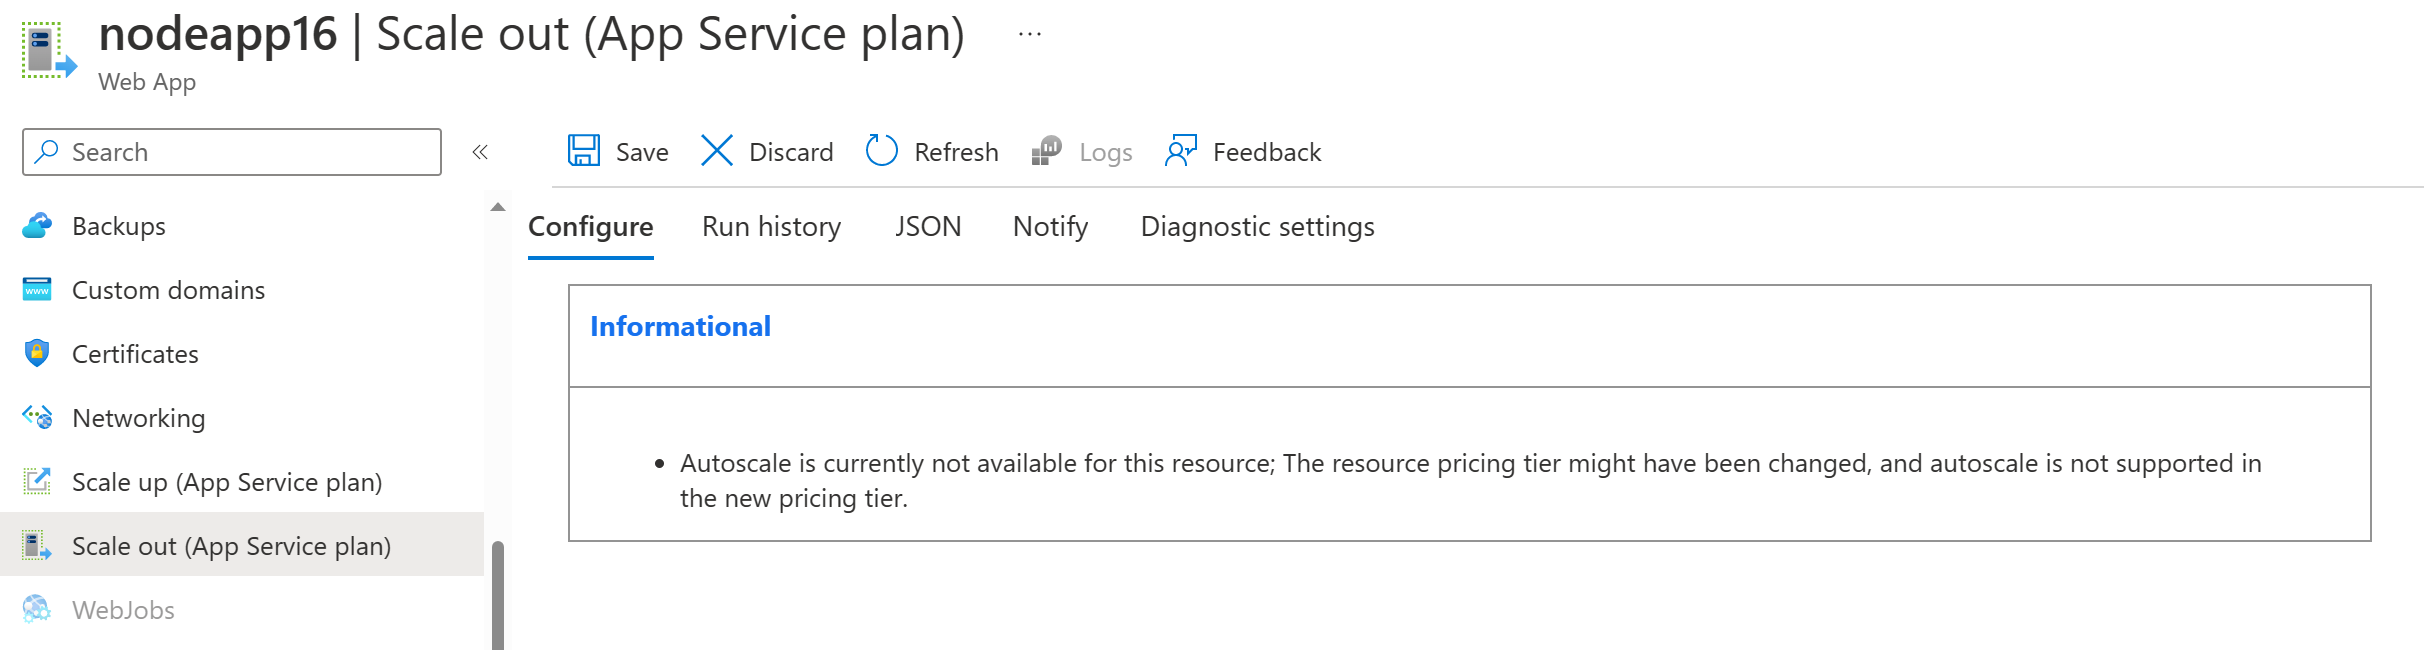 nodeapp16 | Scale out (App Service plan) ...
Web App
Search
«
Save
Discard
Refresh
Logs
Feedback
Backups
Custom domains
Certificates
Networking
Scale up (App Service plan)
Scale out (App Service plan)
WebJobs
Configure
Run history
JSON
Notify
Diagnostic settings
Informational
• Autoscale is currently not available for this resource; The resource pricing tier might have been changed, and autoscale is not supported in
the new pricing tier.
www